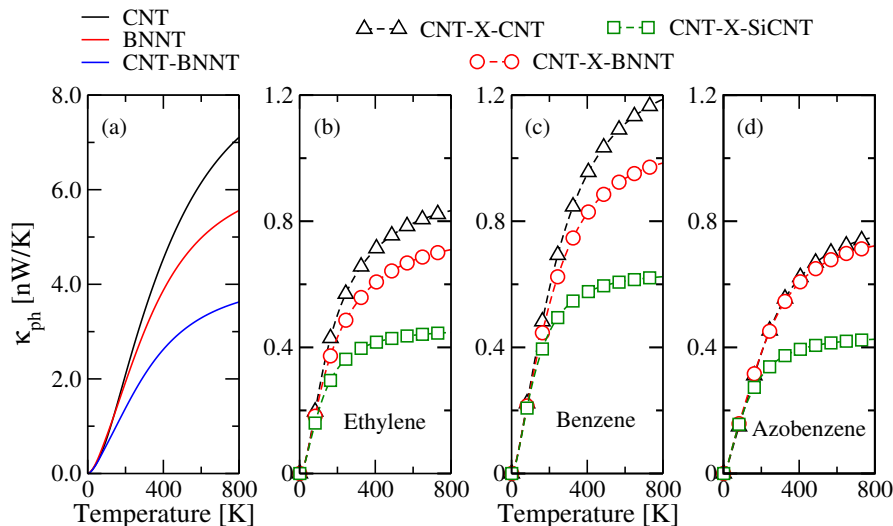 CNT
BNNT
CNT-BNNT
CNT-X-CNT
CNT-X-SiCNT
CNT-X-BNNT
κph [nW/K]
8.0
6.0
4.0
2.0
0.0
(a)
0 400 800
Temperature [K]
1.2
0.8
0.4
0
(b)
Ethylene
0 400 800
1.2
0.8
0.4
0
(c)
Benzene
0 400 800
Temperature [K]
1.2
0.8
0.4
0
(d)
Azobenzene
0 400 800